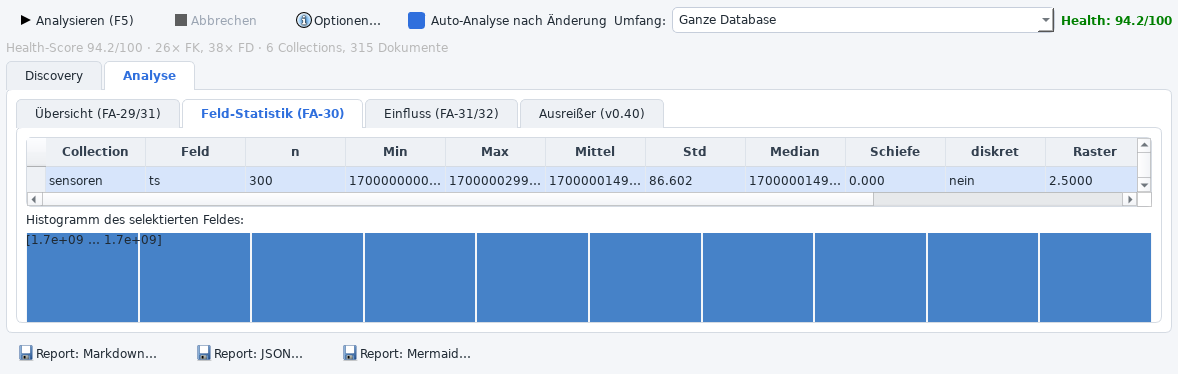 Analysieren (F5) Abbrechen Optionen... Auto-Analyse nach Änderung Umfang: Ganze Database Health: 94.2/100
Health-Score 94.2/100 · 26× FK, 38× FD · 6 Collections, 315 Dokumente
Discovery Analyse
Übersicht (FA-29/31) Feld-Statistik (FA-30) Einfluss (FA-31/32) Ausreißer (v0.40)
Collection Feld n Min Max Mittel Std Median Schiefe diskret Raster
sensoren ts 300 1700000000... 1700000299... 1700000149... 86.602 1700000149... 0.000 nein 2.5000
Histogramm des selektierten Feldes:
[1.7e+09 ... 1.7e+09]
Report: Markdown... Report: JSON... Report: Mermaid...